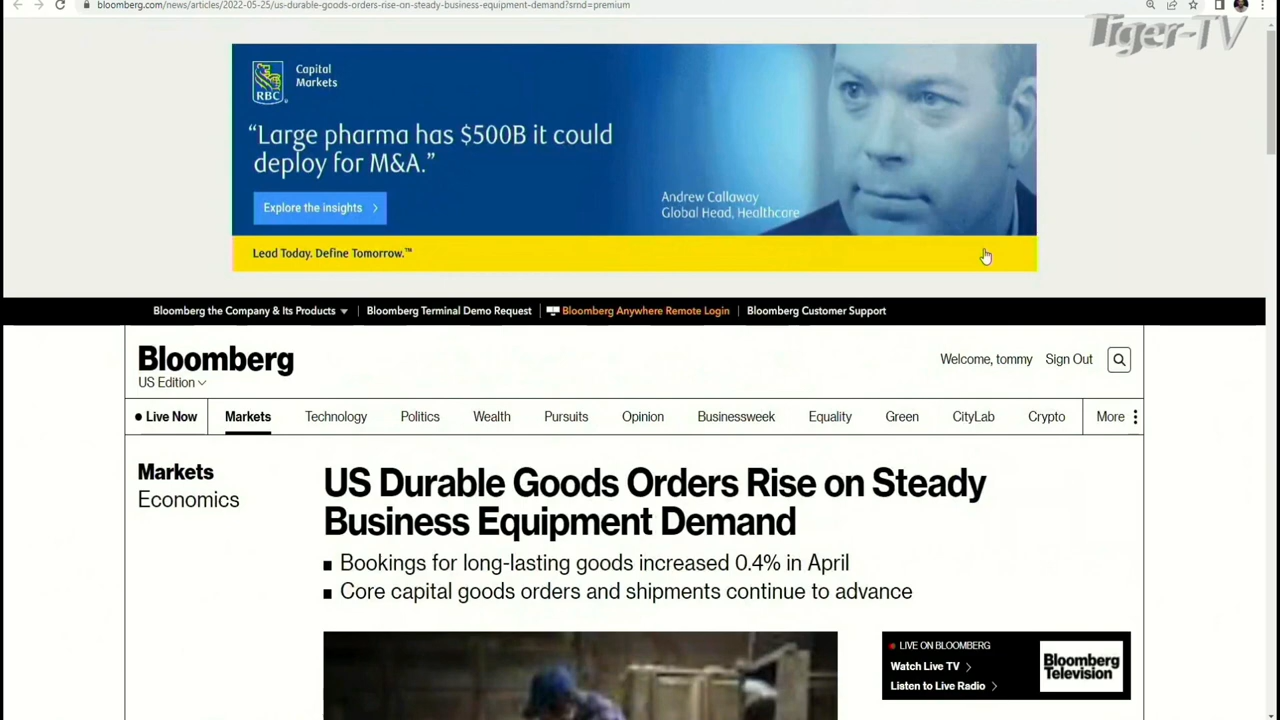 bloomberg.com/news/articles/2022-05-25/us-durable-goods-orders-rise-on-steady-business-equipment-demand?srnd=premium
Tiger-TV
RBC
Capital
Markets
“Large pharma has $500B it could
deploy for M&A.”
Explore the insights
Andrew Callaway
Global Head, Healthcare
Lead Today. Define Tomorrow.™
Bloomberg the Company & Its Products
Bloomberg Terminal Demo Request
Bloomberg Anywhere Remote Login
Bloomberg Customer Support
Bloomberg
US Edition
Welcome, tommy
Sign Out
Live Now
Markets
Technology
Politics
Wealth
Pursuits
Opinion
Businessweek
Equality
Green
CityLab
Crypto
More
Markets
Economics
US Durable Goods Orders Rise on Steady
Business Equipment Demand
Bookings for long-lasting goods increased 0.4% in April
Core capital goods orders and shipments continue to advance
LIVE ON BLOOMBERG
Watch Live TV
Listen to Live Radio
Bloomberg
Television